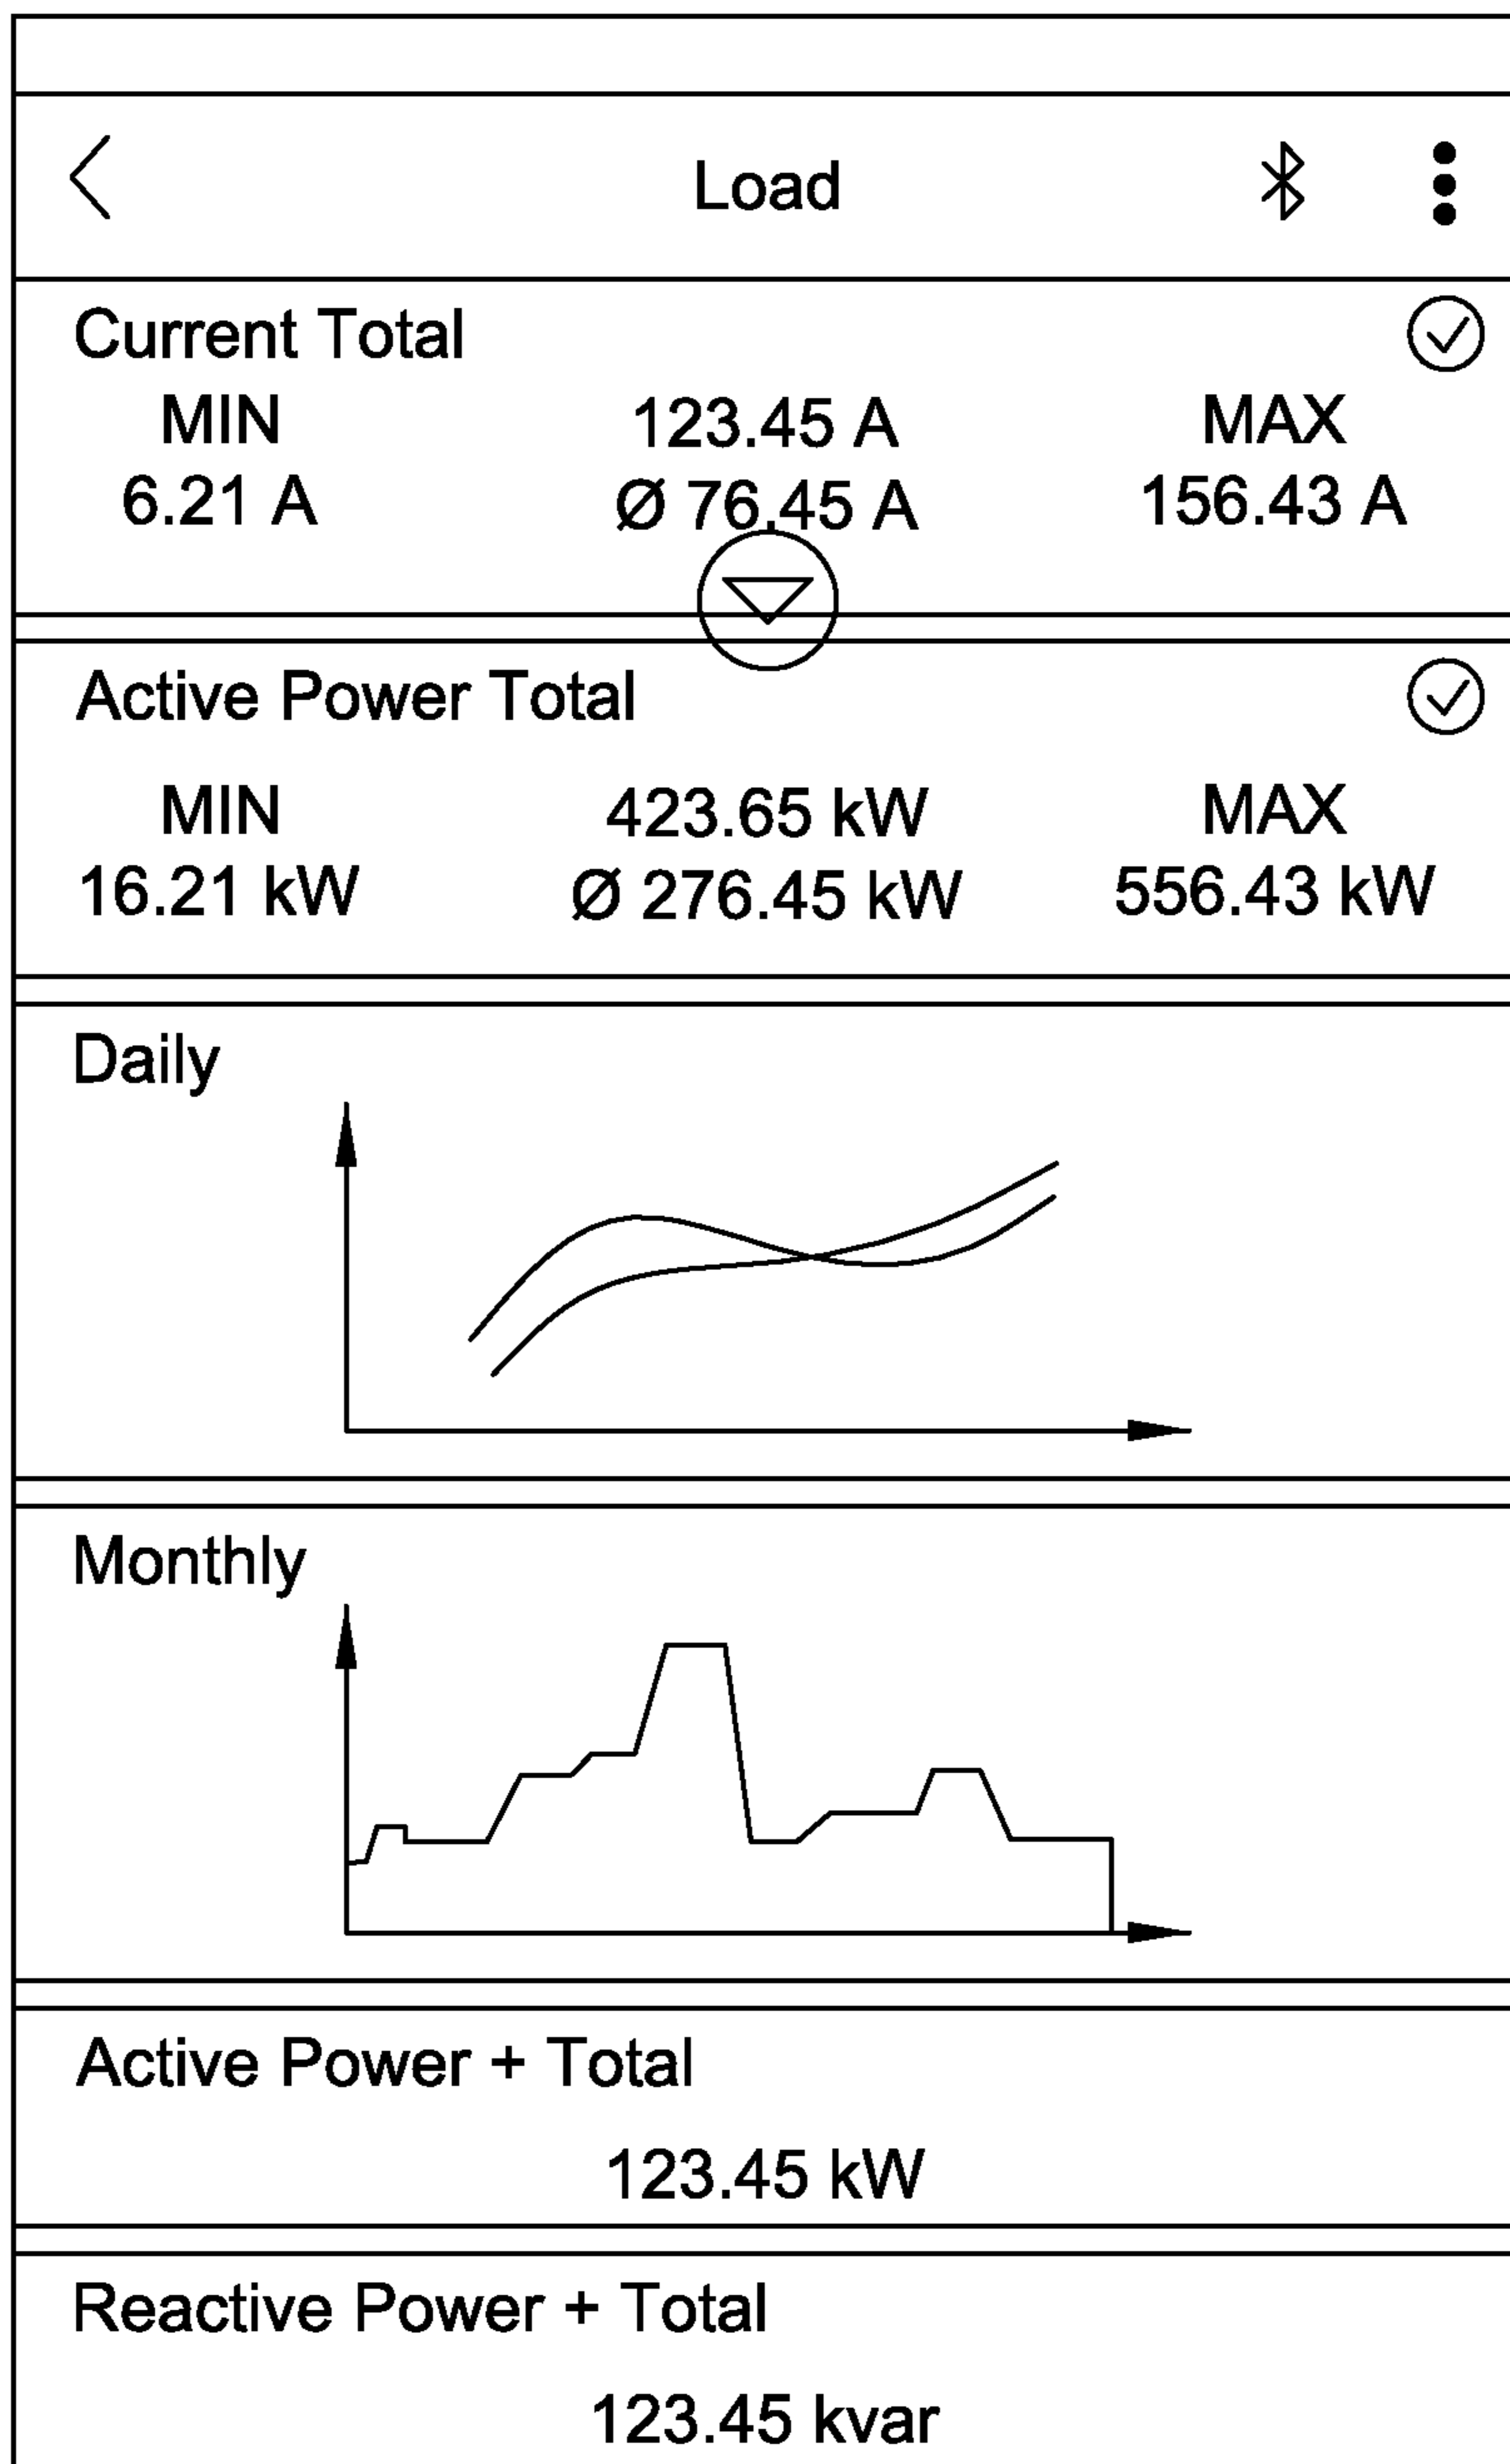 Load
Current Total
MIN 123.45 A MAX
6.21 A Ø 76.45 A 156.43 A
Active Power Total
MIN 423.65 kW MAX
16.21 kW Ø 276.45 kW 556.43 kW
Daily
Monthly
Active Power + Total
123.45 kW
Reactive Power + Total
123.45 kvar